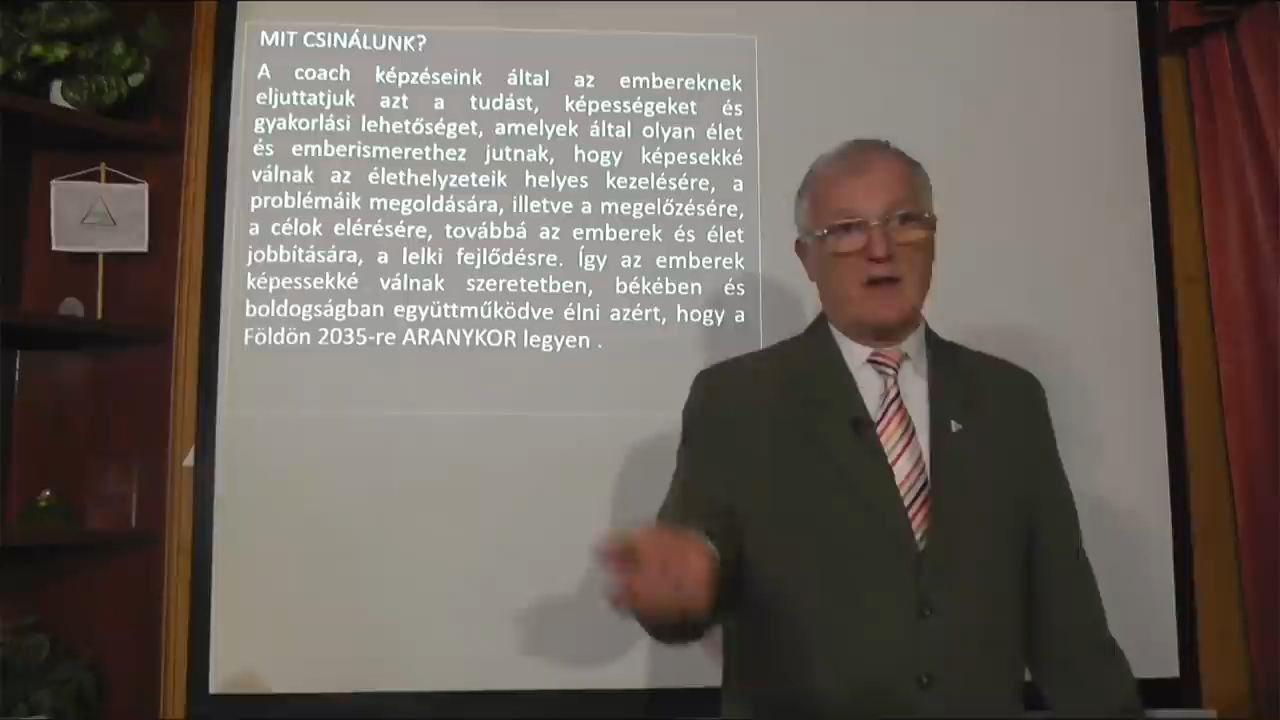 MIT CSINÁLUNK?
A coach képzéseink által az embereknek
eljuttatjuk azt a tudást, képességeket és
gyakorlási lehetőséget, amelyek által olyan élet
és emberismerethez jutnak, hogy képesekké
válnak az élethelyzeteik helyes kezelésére, a
problémáik megoldására, illetve a megelőzésére,
a célok elérésére, továbbá az emberek és élet
jobbítására, a lelki fejlődésre. Így az emberek
képessekké válnak szeretetben, békében és
boldogságban együttműködve élni azért, hogy a
Földön 2035-re ARANYKOR legyen .